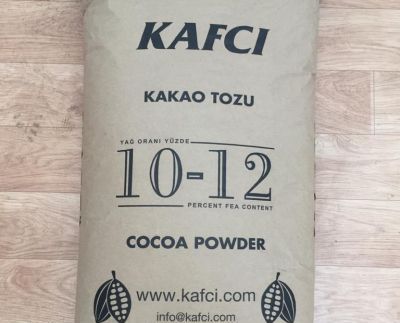 KAFCI
KAKAO TOZU
YAĞ ORANI YÜZDE
10-12
PERCENT FEA CONTENT
COCOA POWDER
www.kafci.com
info@kafci.com